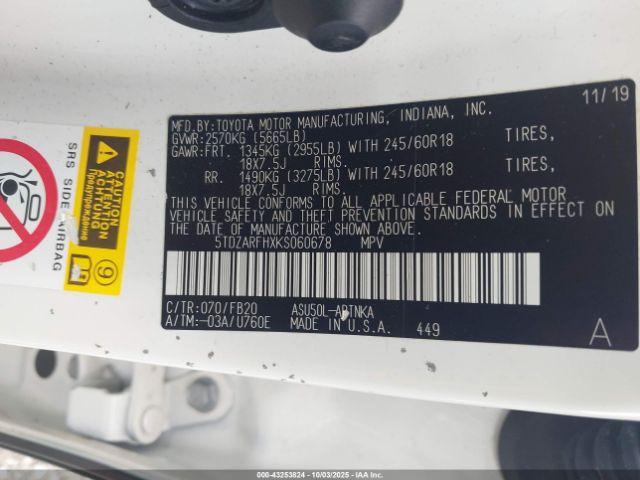 11/19
MFD.BY:TOYOTA MOTOR MANUFACTURING, INDIANA, INC.
GVWR:2570KG (5665LB)
GAWR:FRT. 1345KG (2955LB) WITH 245/60R18 TIRES,
18X7.5J RIMS.
RR. 1490KG (3275LB) WITH 245/60R18 TIRES,
18X7.5J RIMS.
THIS VEHICLE CONFORMS TO ALL APPLICABLE FEDERAL MOTOR
VEHICLE SAFETY AND THEFT PREVENTION STANDARDS IN EFFECT ON
THE DATE OF MANUFACTURE SHOWN ABOVE.
5TDZARFHXKS060678 MPV
C/TR:070/FB20 ASU50L-ARTNKA
A/TM:-03A/U760E MADE IN U.S.A. 449 A
CAUTION
ATTENTION
ACHTUNG
Предупреждение
SRS SIDE AIRBAG
9
000-43253824 | 10/03/2025 | IAAI.CA